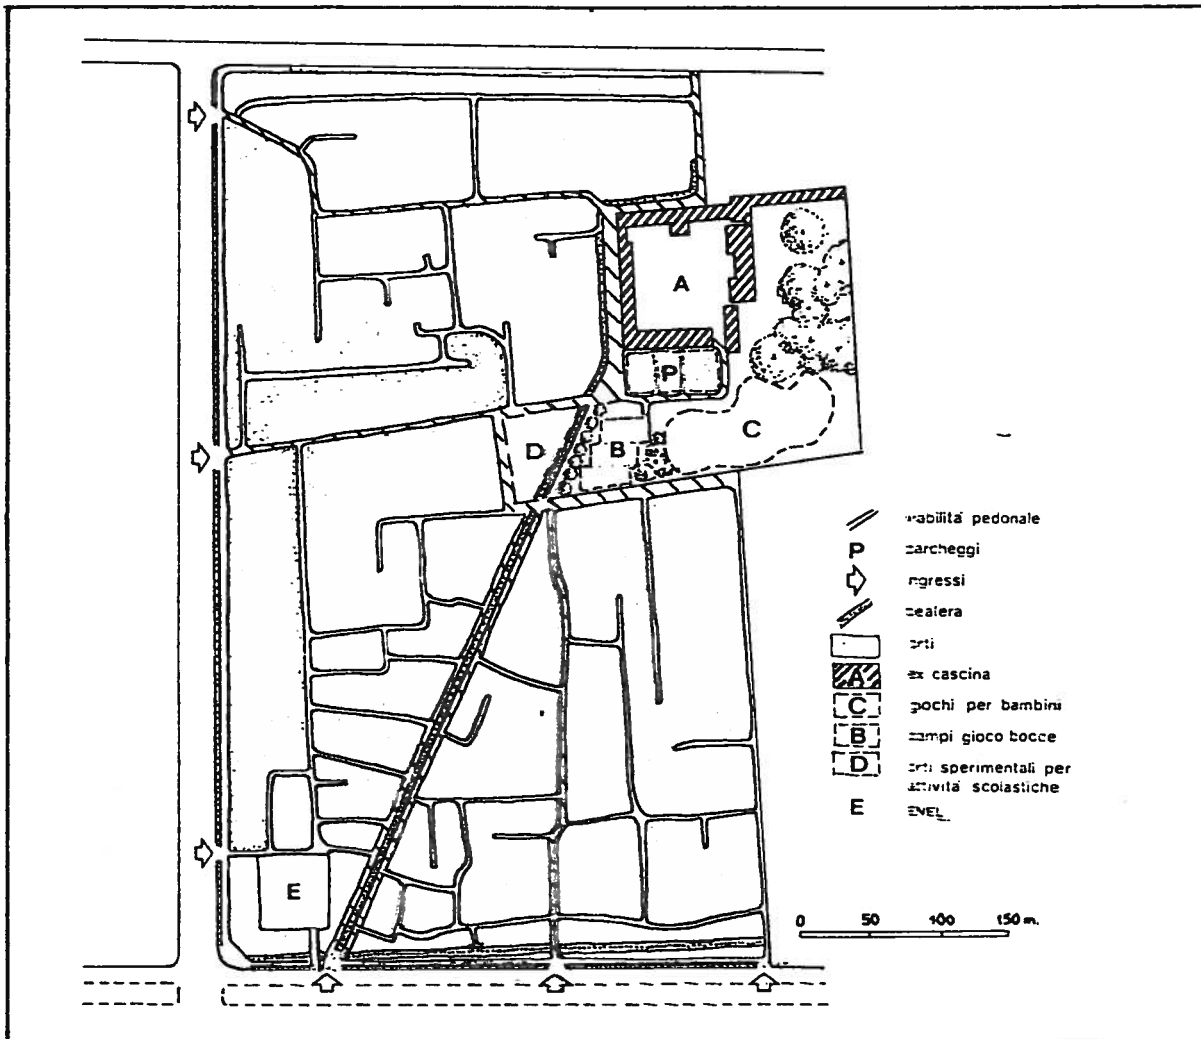 A
P
C
D
B
E
viabilità pedonale
P parcheggi
ingressi
orti
A ex cascina
C giochi per bambini
B campi gioco bocce
D orti sperimentali per
attività scolastiche
E ENEL
0 50 100 150 m.